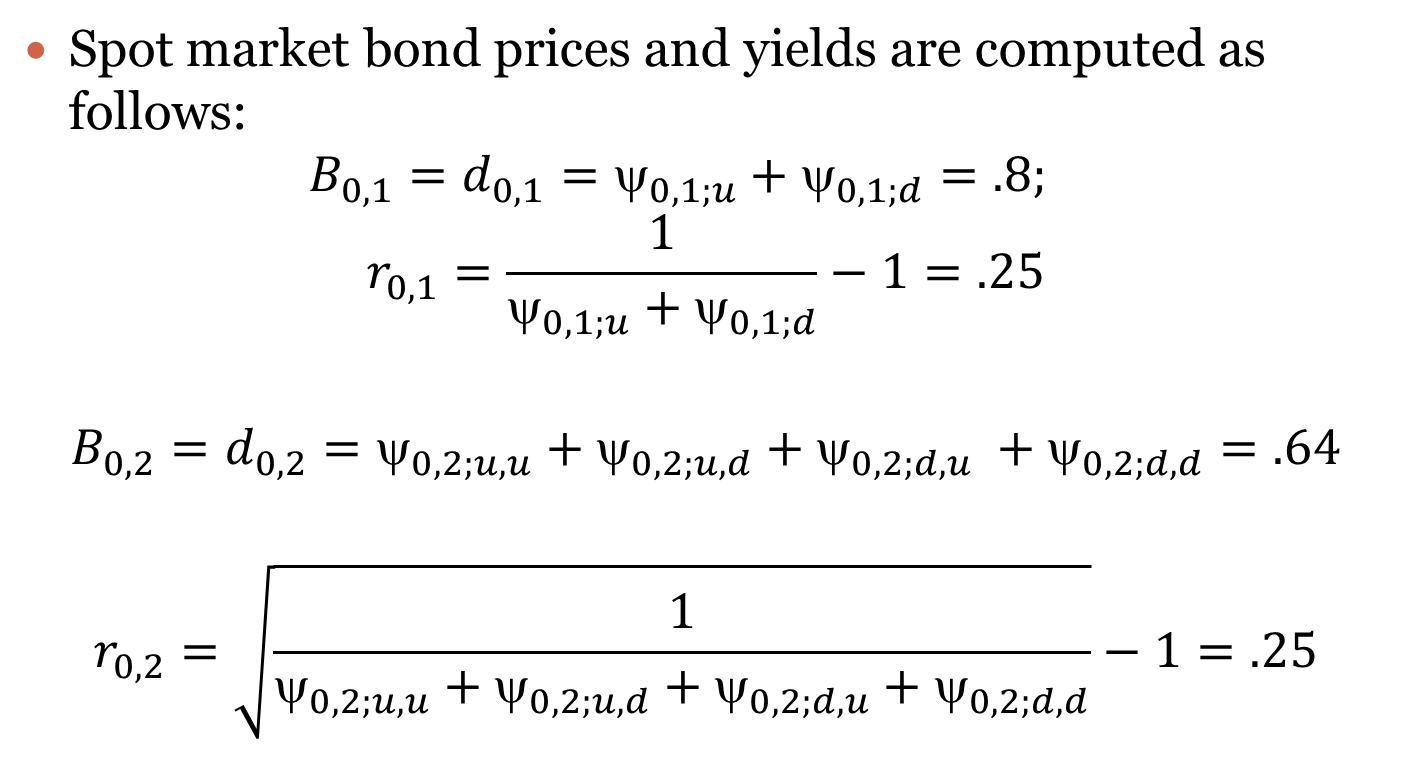 • Spot market bond prices and yields are computed as
follows:
B₀,₁ = d₀,₁ = ψ₀,₁;ᵤ + ψ₀,₁;d = .8;
r₀,₁ = 1 / (ψ₀,₁;ᵤ + ψ₀,₁;d) − 1 = .25
B₀,₂ = d₀,₂ = ψ₀,₂;ᵤ,ᵤ + ψ₀,₂;ᵤ,d + ψ₀,₂;d,ᵤ + ψ₀,₂;d,d = .64
r₀,₂ = √(1 / (ψ₀,₂;ᵤ,ᵤ + ψ₀,₂;ᵤ,d + ψ₀,₂;d,ᵤ + ψ₀,₂;d,d)) − 1 = .25